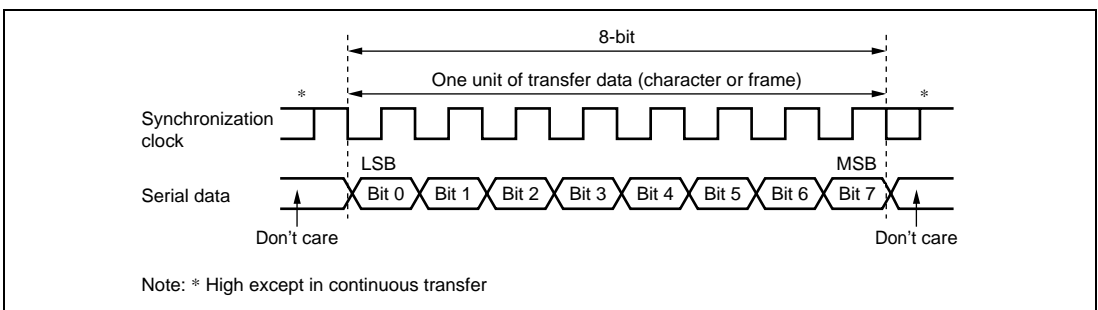 8-bit
One unit of transfer data (character or frame)
* *
Synchronization
clock
LSB MSB
Serial data Bit 0 Bit 1 Bit 2 Bit 3 Bit 4 Bit 5 Bit 6 Bit 7
Don't care Don't care
Note: * High except in continuous transfer